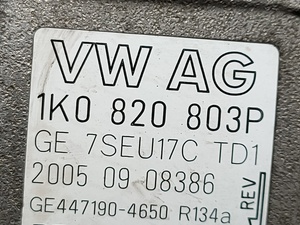 VW AG
1K0 820 803P
GE 7SEU17C TD1
2005 09 08386
GE447190-4650 R134a
REV